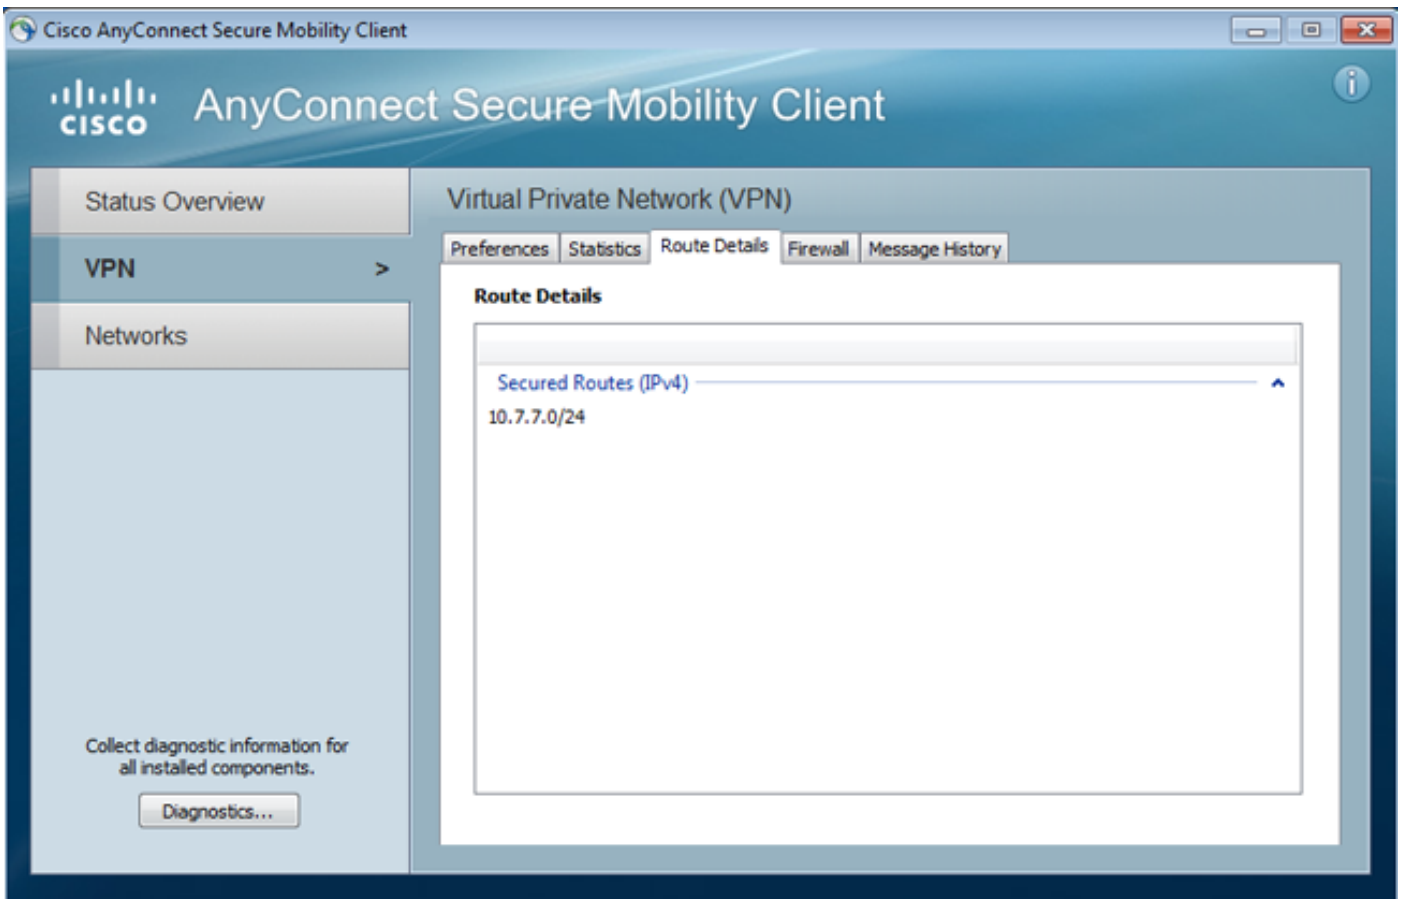 Cisco AnyConnect Secure Mobility Client
CISCO AnyConnect Secure Mobility Client
i
Status Overview
VPN >
Networks
Collect diagnostic information for
all installed components.
Diagnostics...
Virtual Private Network (VPN)
Preferences Statistics Route Details Firewall Message History
Route Details
Secured Routes (IPv4)
10.7.7.0/24